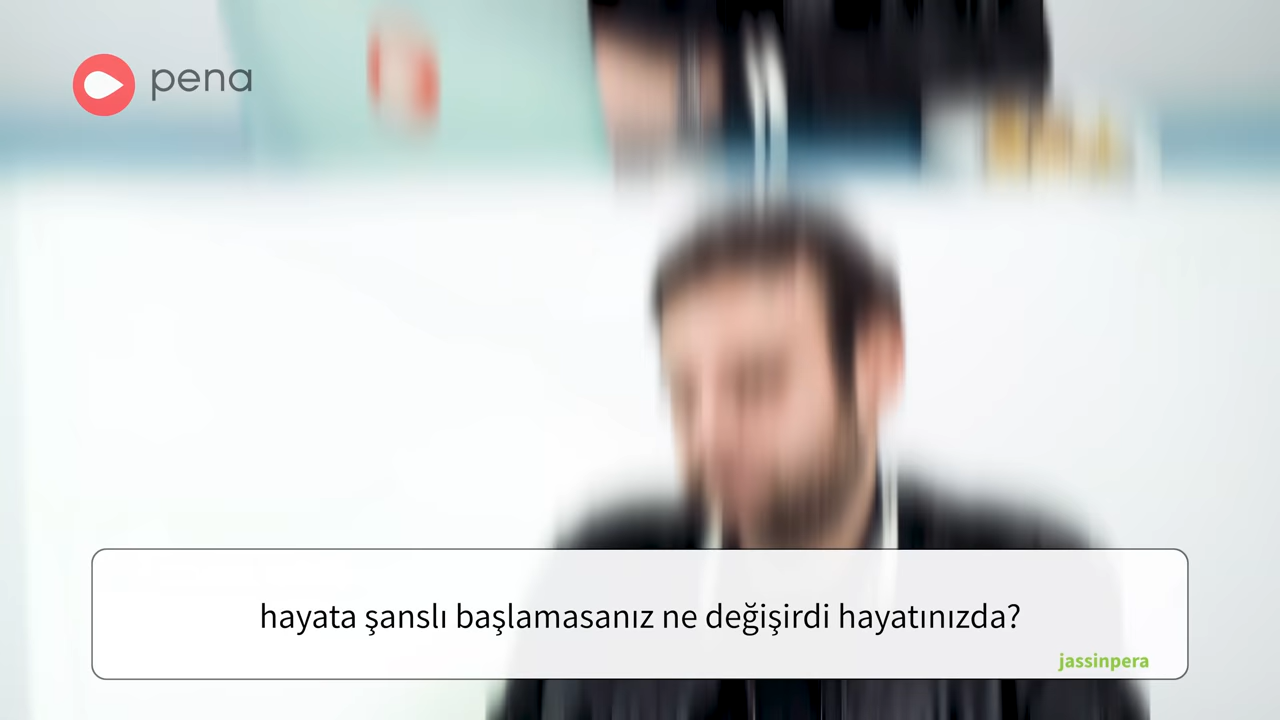 pena
hayata şanslı başlamasanız ne değişirdi hayatınızda?
jassinpera